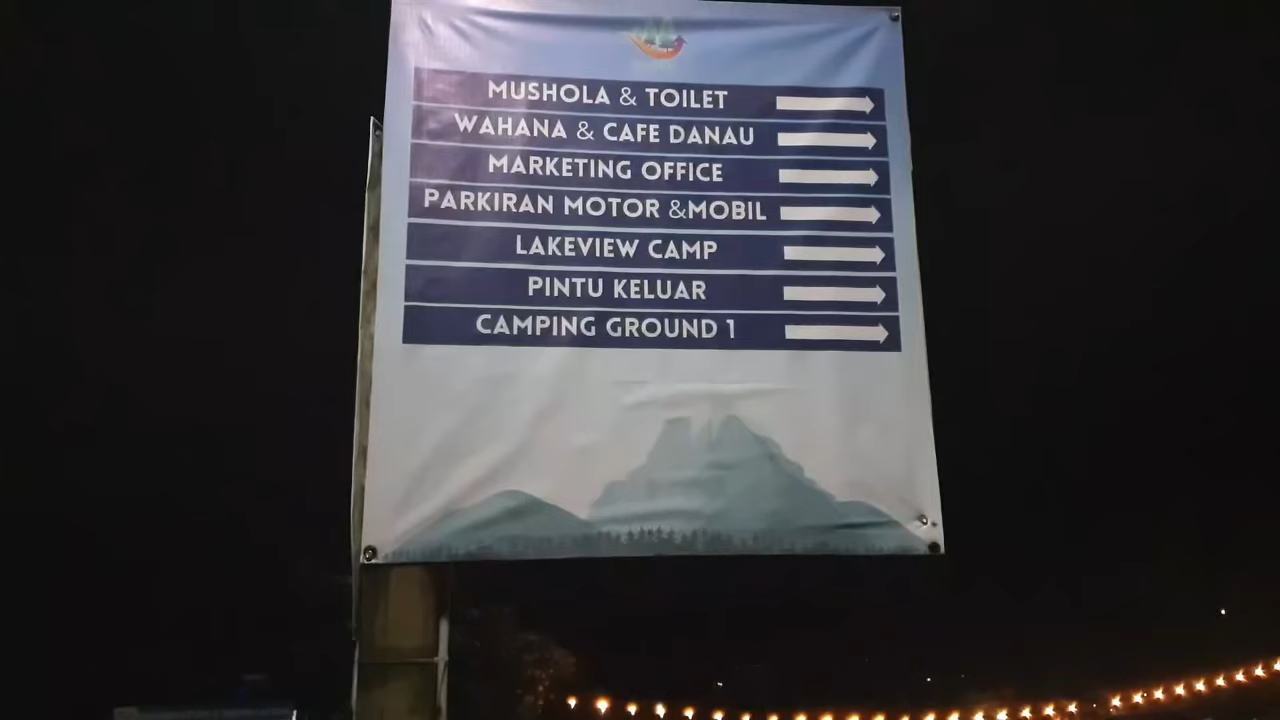 MUSHOLA & TOILET
WAHANA & CAFE DANAU
MARKETING OFFICE
PARKIRAN MOTOR &MOBIL
LAKEVIEW CAMP
PINTU KELUAR
CAMPING GROUND 1